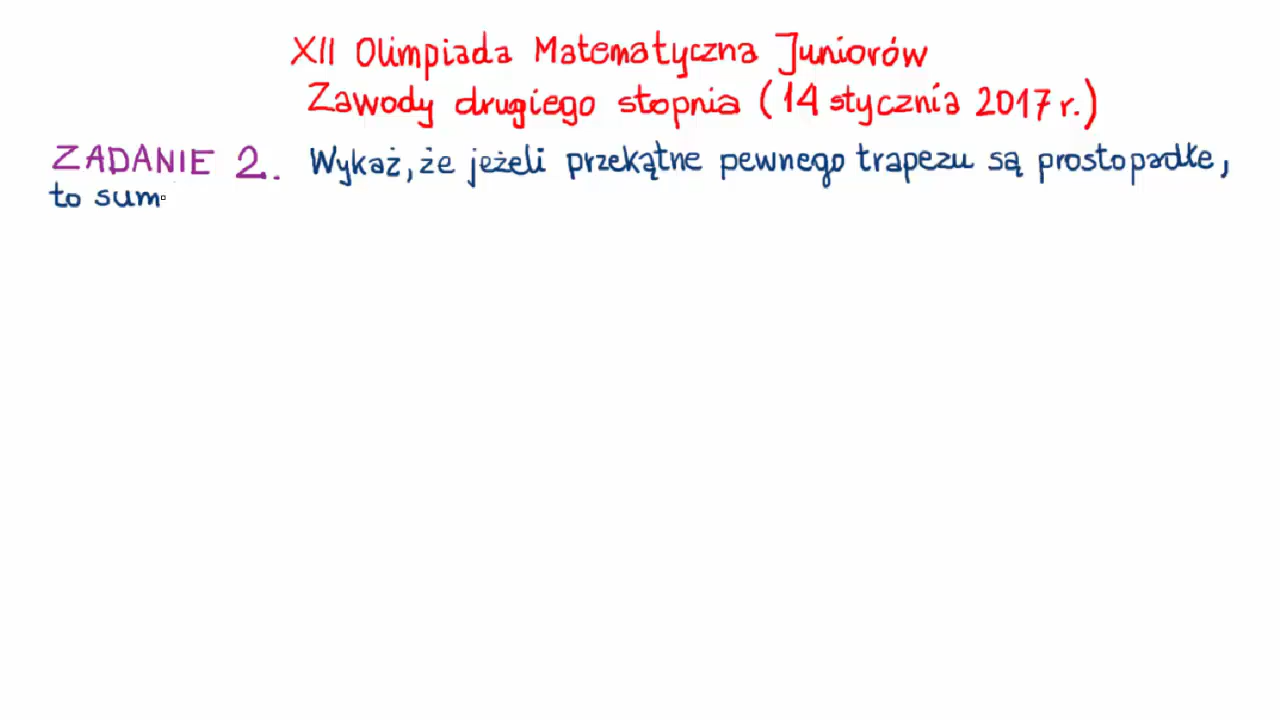 XII Olimpiada Matematyczna Juniorów
Zawody drugiego stopnia (14 stycznia 2017 r.)
ZADANIE 2. Wykaż, że jeżeli przekątne pewnego trapezu są prostopadłe,
to sum